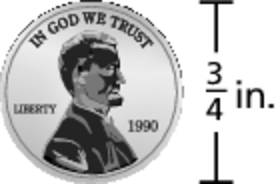 IN GOD WE TRUST
LIBERTY
1990
3/4 in.